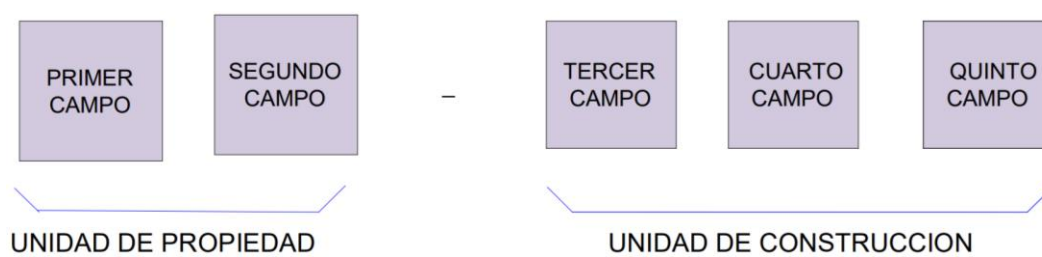 PRIMER
CAMPO
SEGUNDO
CAMPO
–
TERCER
CAMPO
CUARTO
CAMPO
QUINTO
CAMPO
UNIDAD DE PROPIEDAD
UNIDAD DE CONSTRUCCION